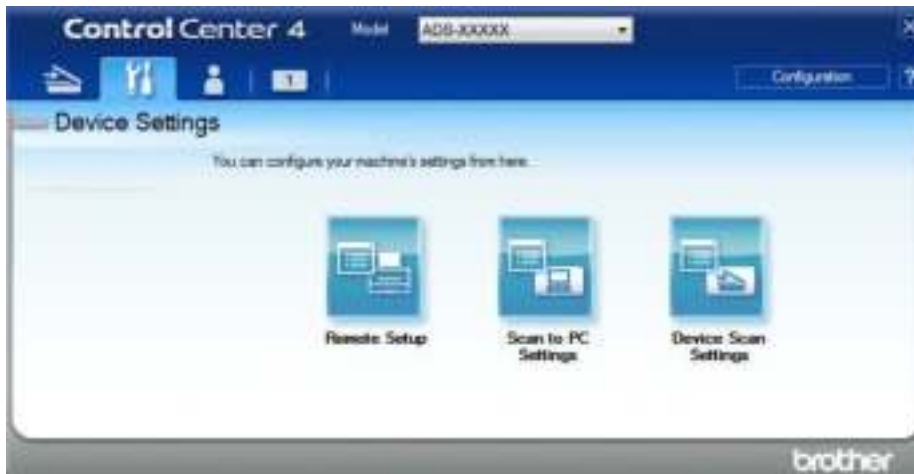 Control Center 4 Model ADS-XXXXX X
1 Configuration ?
Device Settings
You can configure your machine's settings from here.
Remote Setup
Scan to PC
Settings
Device Scan
Settings
brother